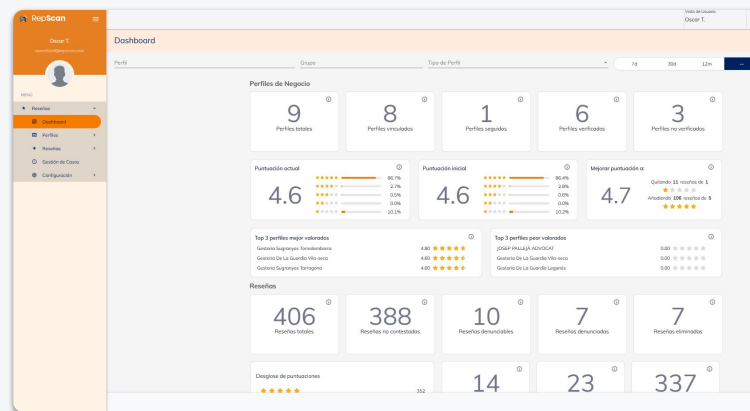 RepScan
Vista de Usuario
Oscar T.
Oscar T.
Dashboard
Perfil
Grupo
Tipo de Perfil
7d
30d
12m
MENÚ
Reseñas
Dashboard
Perfiles
Reseñas
Gestión de Casos
Configuración
Perfiles de Negocio
9
Perfiles totales
8
Perfiles vinculados
1
Perfiles seguidos
6
Perfiles verificados
3
Perfiles no verificados
Puntuación actual
4.6
86.7%
2.7%
0.5%
0.0%
10.1%
Puntuación inicial
4.6
86.4%
2.8%
0.6%
0.0%
10.2%
Mejorar puntuación a:
4.7
Quitando 11 reseñas de 1
Añadiendo 106 reseñas de 5
Top 3 perfiles mejor valorados
Gestoría Sugranyes Torredembarra 4.80
Gestoría De La Guardia Vila-seca 4.60
Gestoría Sugranyes Tarragona 4.60
Top 3 perfiles peor valorados
JOSEP PALLEJÀ ADVOCAT 0.00
Gestoría De La Guardia Vila-seca 0.00
Gestoría De La Guardia Leganés 0.00
Reseñas
406
Reseñas totales
388
Reseñas no contestadas
10
Reseñas denunciables
7
Reseñas denunciadas
7
Reseñas eliminadas
Desglose de puntuaciones
352
14
23
337